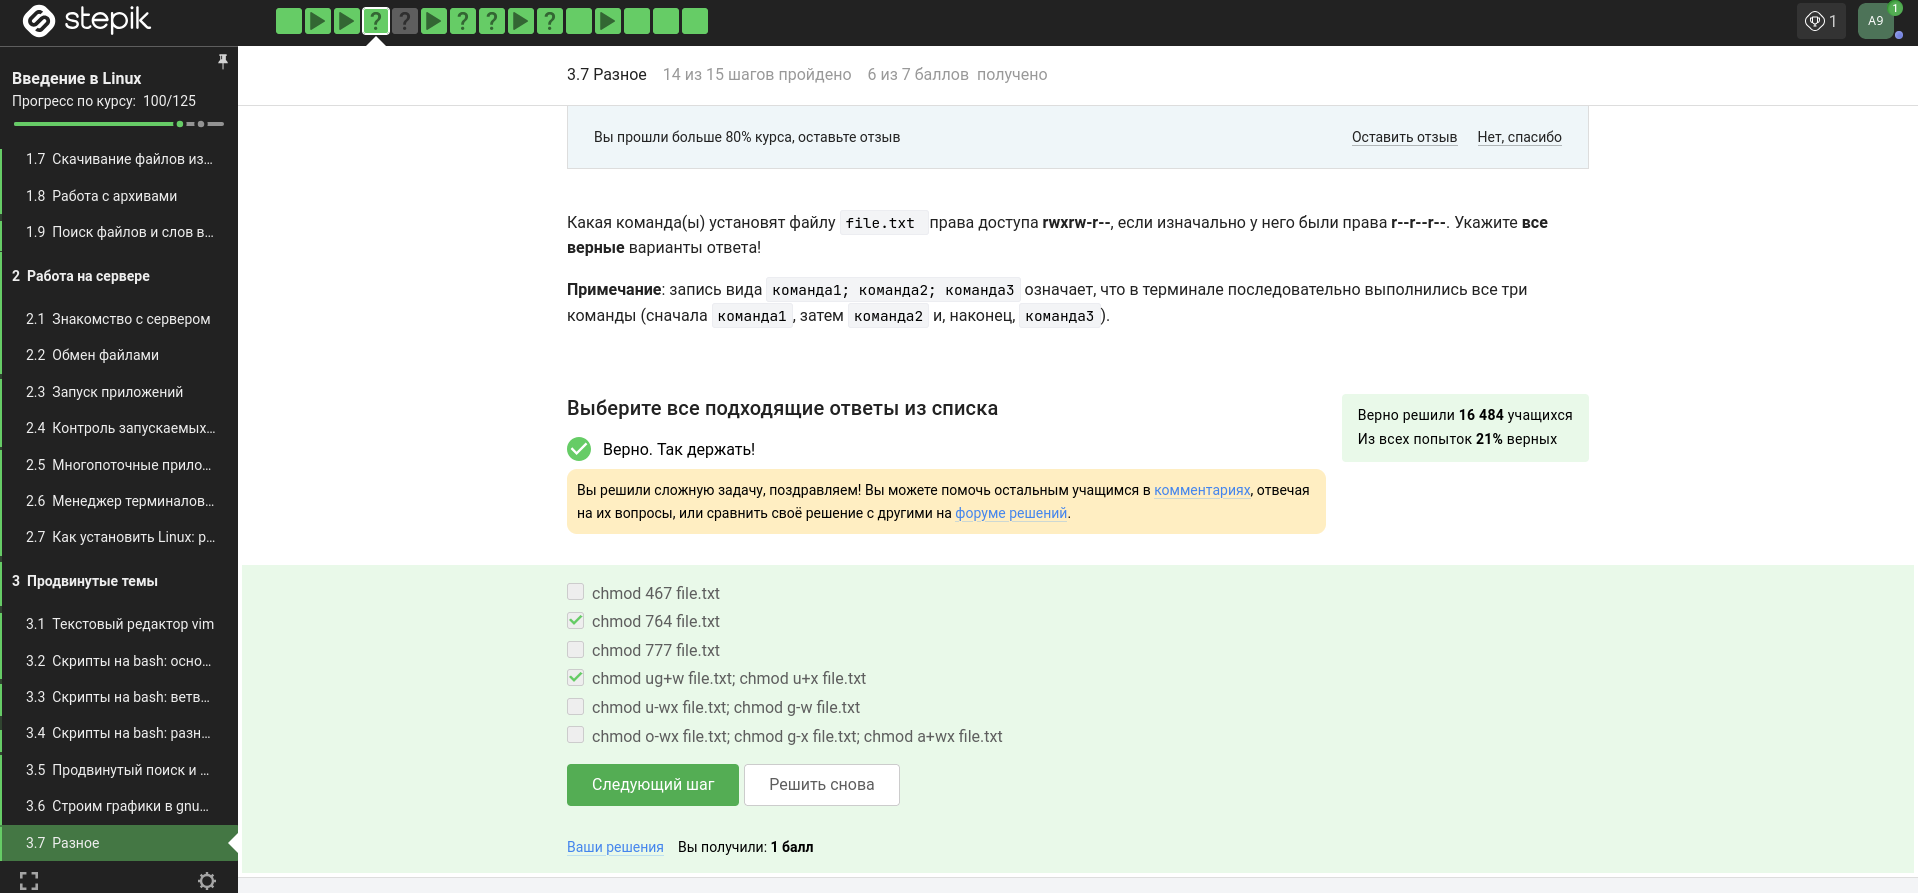 stepik
1
A9
1
Введение в Linux
Прогресс по курсу: 100/125
1.7 Скачивание файлов из...
1.8 Работа с архивами
1.9 Поиск файлов и слов в...
2 Работа на сервере
2.1 Знакомство с сервером
2.2 Обмен файлами
2.3 Запуск приложений
2.4 Контроль запускаемых...
2.5 Многопоточные прило...
2.6 Менеджер терминалов...
2.7 Как установить Linux: р...
3 Продвинутые темы
3.1 Текстовый редактор vim
3.2 Скрипты на bash: осно...
3.3 Скрипты на bash: ветв...
3.4 Скрипты на bash: разн...
3.5 Продвинутый поиск и ...
3.6 Строим графики в gnu...
3.7 Разное
3.7 Разное 14 из 15 шагов пройдено 6 из 7 баллов получено
Вы прошли больше 80% курса, оставьте отзыв Оставить отзыв Нет, спасибо
Какая команда(ы) установят файлу file.txt права доступа rwxrw-r--, если изначально у него были права r--r--r--. Укажите все
верные варианты ответа!
Примечание: запись вида команда1; команда2; команда3 означает, что в терминале последовательно выполнились все три
команды (сначала команда1, затем команда2 и, наконец, команда3).
Выберите все подходящие ответы из списка
Верно решили 16 484 учащихся
Из всех попыток 21% верных
Верно. Так держать!
Вы решили сложную задачу, поздравляем! Вы можете помочь остальным учащимся в комментариях, отвечая
на их вопросы, или сравнить своё решение с другими на форуме решений.
chmod 467 file.txt
chmod 764 file.txt
chmod 777 file.txt
chmod ug+w file.txt; chmod u+x file.txt
chmod u-wx file.txt; chmod g-w file.txt
chmod o-wx file.txt; chmod g-x file.txt; chmod a+wx file.txt
Следующий шаг Решить снова
Ваши решения Вы получили: 1 балл